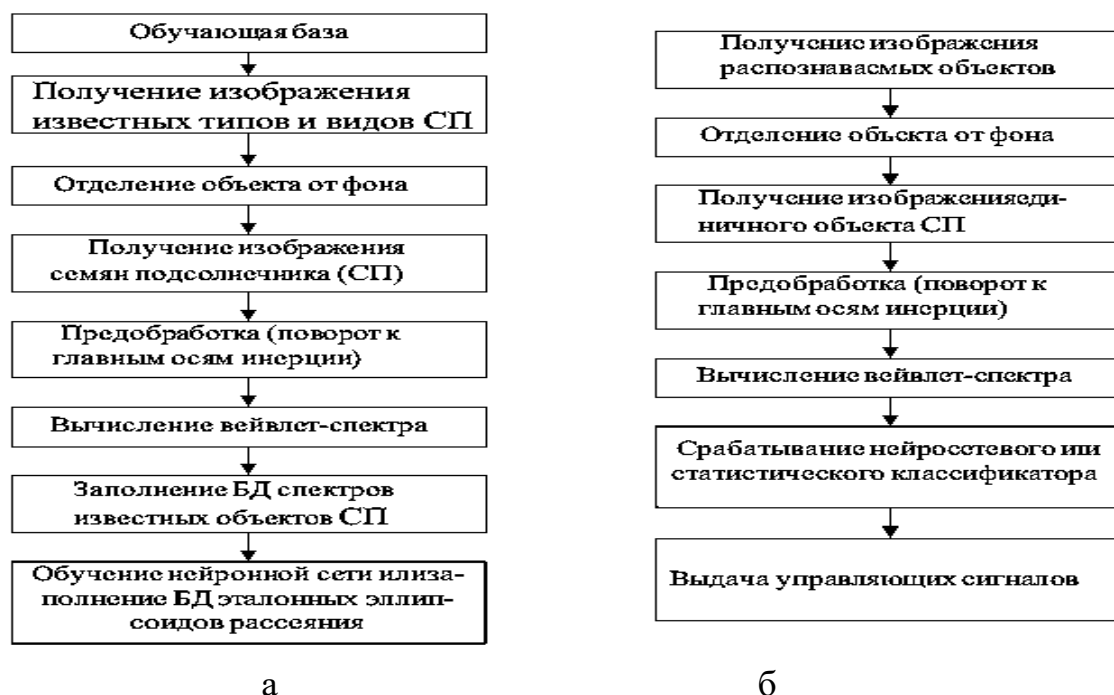 Обучающая база
Получение изображения
известных типов и видов СП
Отделение объекта от фона
Получение изображения
семян подсолнечника (СП)
Предобработка (поворот к
главным осям инерции)
Вычисление вейвлет-спектра
Заполнение БД спектров
известных объектов СП
Обучение нейронной сети илиза-
полнение БД эталонных эллип-
соидов рассеяния
а
Получение изображения
распознаваемых объектов
Отделение объекта от фона
Получение изображенияеди-
ничного объекта СП
Предобработка (поворот к
главным осям инерции)
Вычисление вейвлет-спектра
Срабатывание нейросетевого или
статистического классификатора
Выдача управляющих сигналов
б